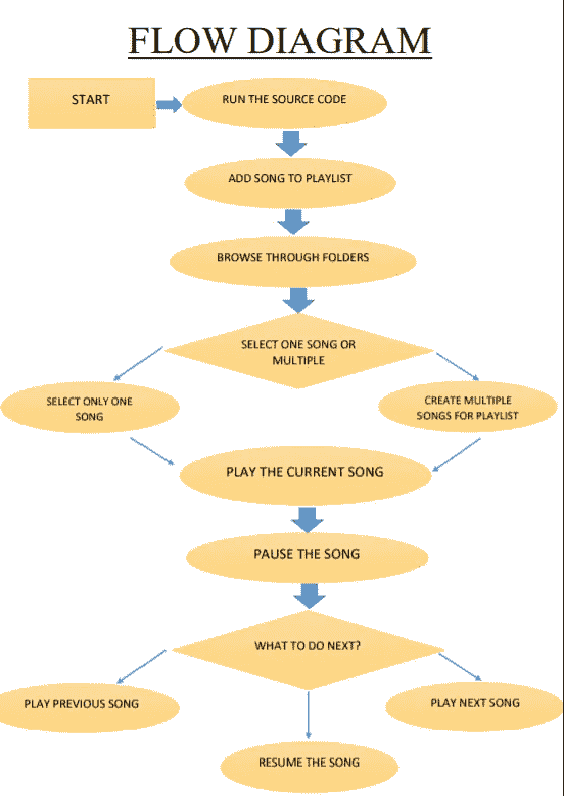 FLOW DIAGRAM
START
RUN THE SOURCE CODE
ADD SONG TO PLAYLIST
BROWSE THROUGH FOLDERS
SELECT ONE SONG OR
MULTIPLE
SELECT ONLY ONE
SONG
CREATE MULTIPLE
SONGS FOR PLAYLIST
PLAY THE CURRENT SONG
PAUSE THE SONG
WHAT TO DO NEXT?
PLAY PREVIOUS SONG
PLAY NEXT SONG
RESUME THE SONG